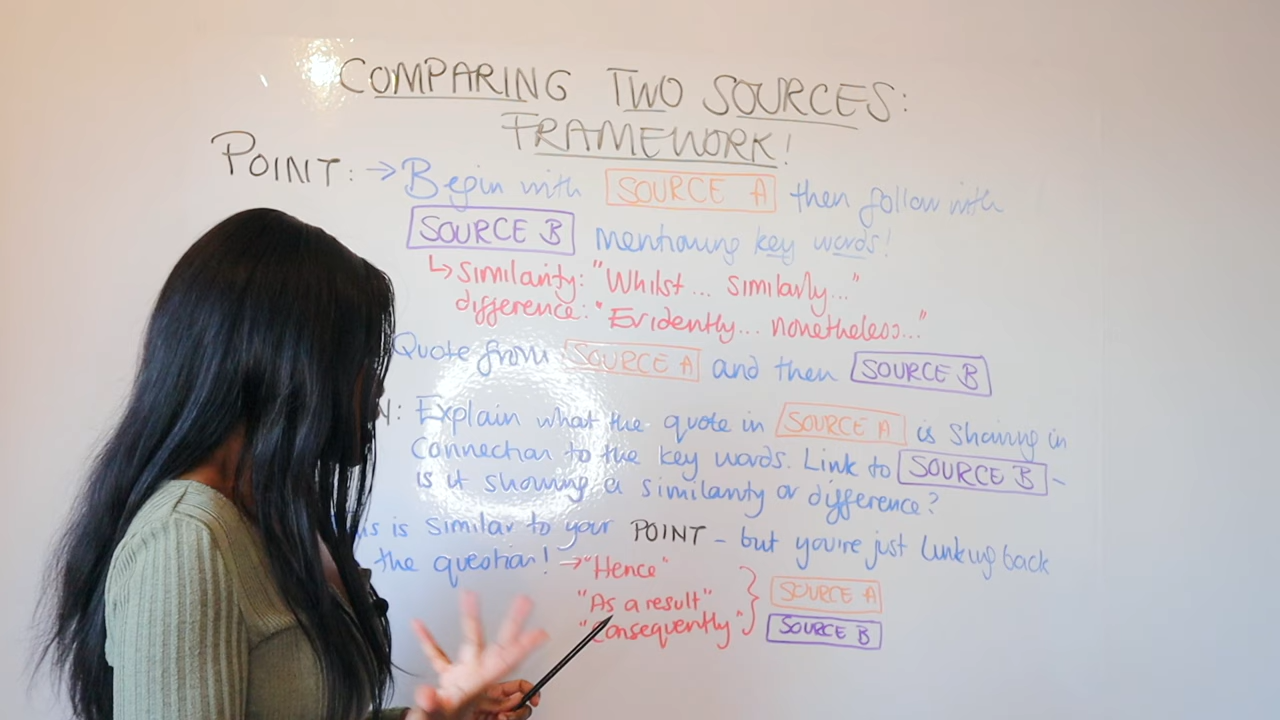 COMPARING TWO SOURCES:
FRAMEWORK!
POINT: → Begin with SOURCE A then follow with
SOURCE B mentioning key words!
↳ Similarity: "Whilst... similarly..."
difference: "Evidently... nonetheless..."
Quote from SOURCE A and then SOURCE B
N: Explain what the quote in SOURCE A is showing in
Connection to the key words. Link to SOURCE B -
is it showing a similarity or difference?
is similar to your POINT - but you're just linking back
the question! → "Hence"
"As a result" } SOURCE A
"Consequently" SOURCE B